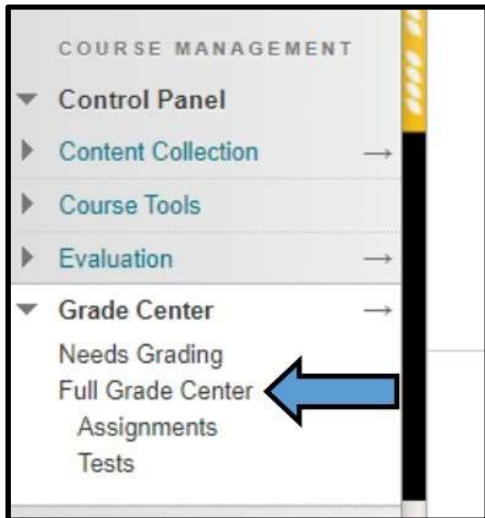 COURSE MANAGEMENT
Control Panel
Content Collection
Course Tools
Evaluation
Grade Center
Needs Grading
Full Grade Center
Assignments
Tests